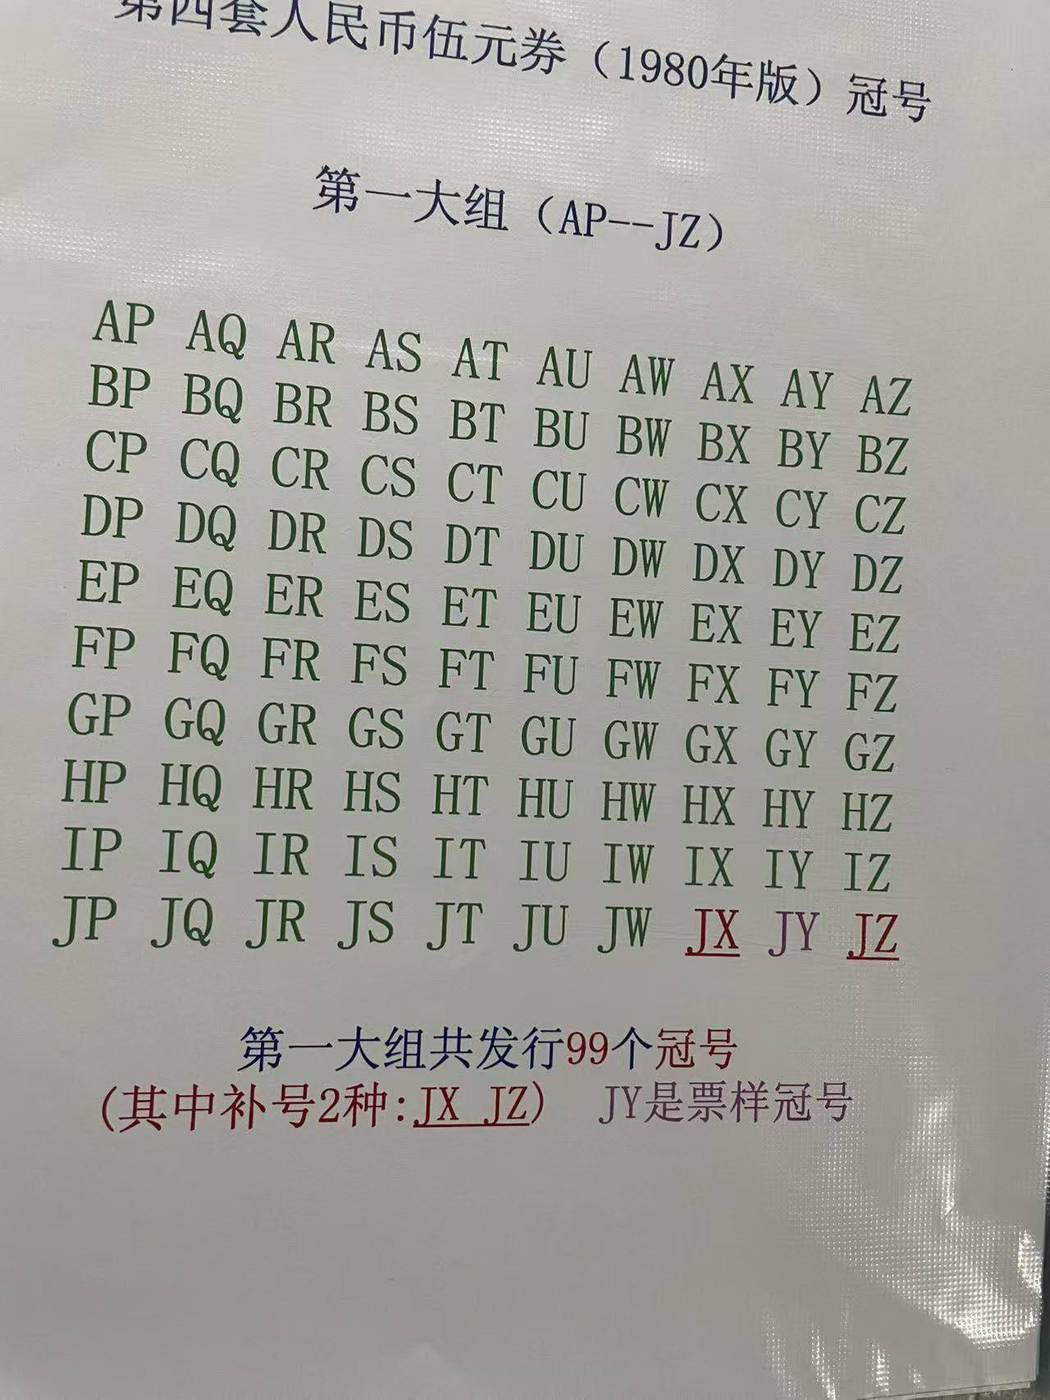 第四套人民币伍元券（1980年版）冠号
第一大组（AP--JZ）
AP AQ AR AS AT AU AW AX AY AZ
BP BQ BR BS BT BU BW BX BY BZ
CP CQ CR CS CT CU CW CX CY CZ
DP DQ DR DS DT DU DW DX DY DZ
EP EQ ER ES ET EU EW EX EY EZ
FP FQ FR FS FT FU FW FX FY FZ
GP GQ GR GS GT GU GW GX GY GZ
HP HQ HR HS HT HU HW HX HY HZ
IP IQ IR IS IT IU IW IX IY IZ
JP JQ JR JS JT JU JW JX JY JZ
第一大组共发行99个冠号
(其中补号2种:JX JZ) JY是票样冠号